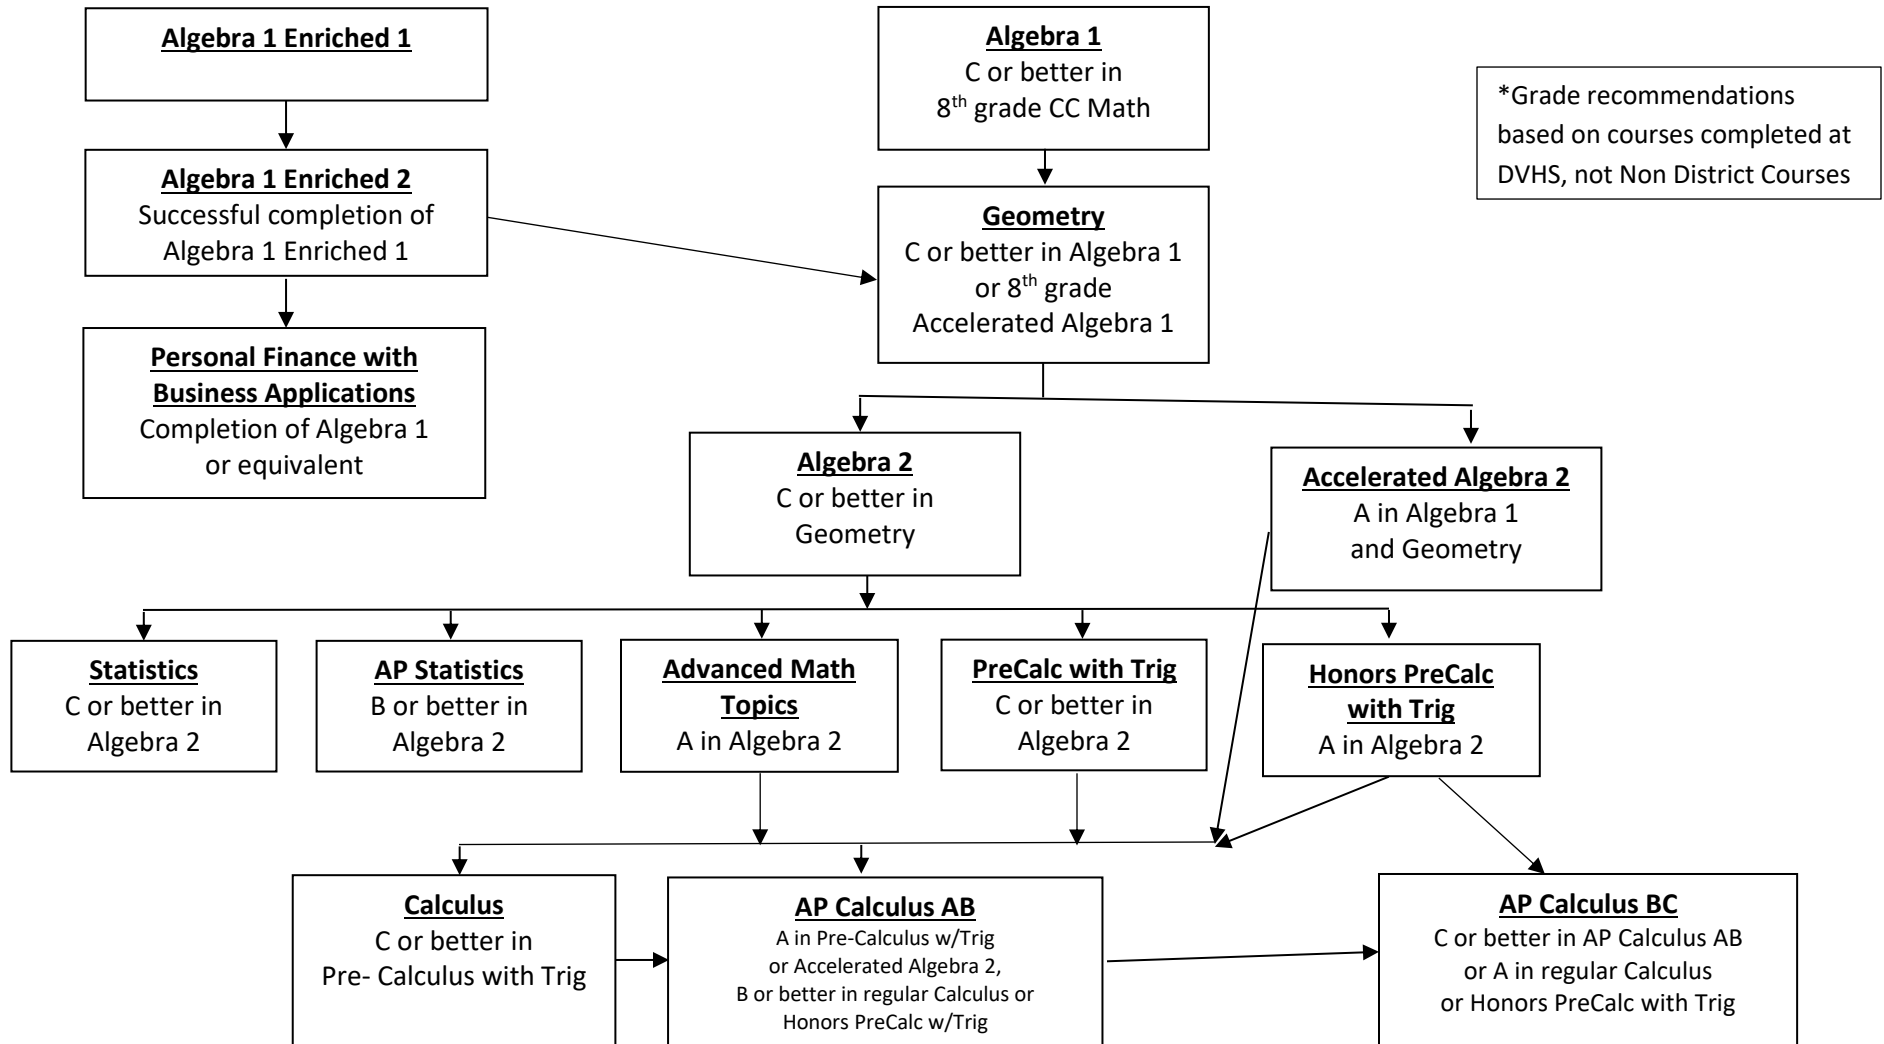 Algebra 1 Enriched 1
Algebra 1
C or better in
8th grade CC Math
*Grade recommendations
based on courses completed at
DVHS, not Non District Courses
Algebra 1 Enriched 2
Successful completion of
Algebra 1 Enriched 1
Geometry
C or better in Algebra 1
or 8th grade
Accelerated Algebra 1
Personal Finance with
Business Applications
Completion of Algebra 1
or equivalent
Algebra 2
C or better in
Geometry
Accelerated Algebra 2
A in Algebra 1
and Geometry
Statistics
C or better in
Algebra 2
AP Statistics
B or better in
Algebra 2
Advanced Math
Topics
A in Algebra 2
PreCalc with Trig
C or better in
Algebra 2
Honors PreCalc
with Trig
A in Algebra 2
Calculus
C or better in
Pre- Calculus with Trig
AP Calculus AB
A in Pre-Calculus w/Trig
or Accelerated Algebra 2,
B or better in regular Calculus or
Honors PreCalc w/Trig
AP Calculus BC
C or better in AP Calculus AB
or A in regular Calculus
or Honors PreCalc with Trig